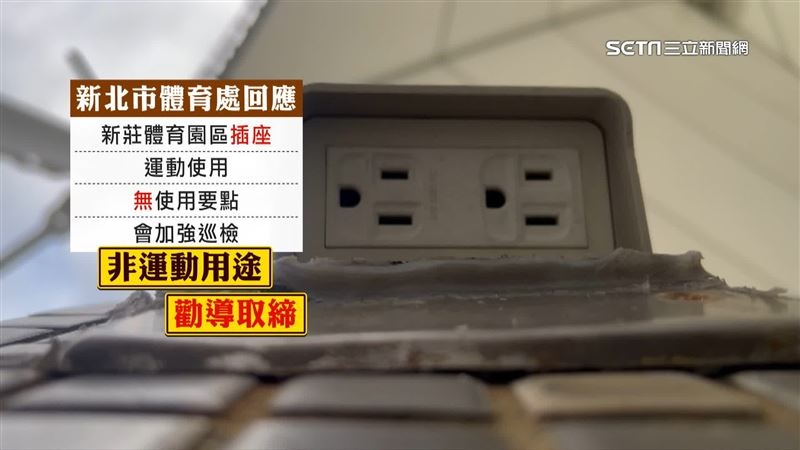 SETN三立新聞網
新北市體育處回應
新莊體育園區插座
運動使用
無使用要點
會加強巡檢
非運動用途
勸導取締